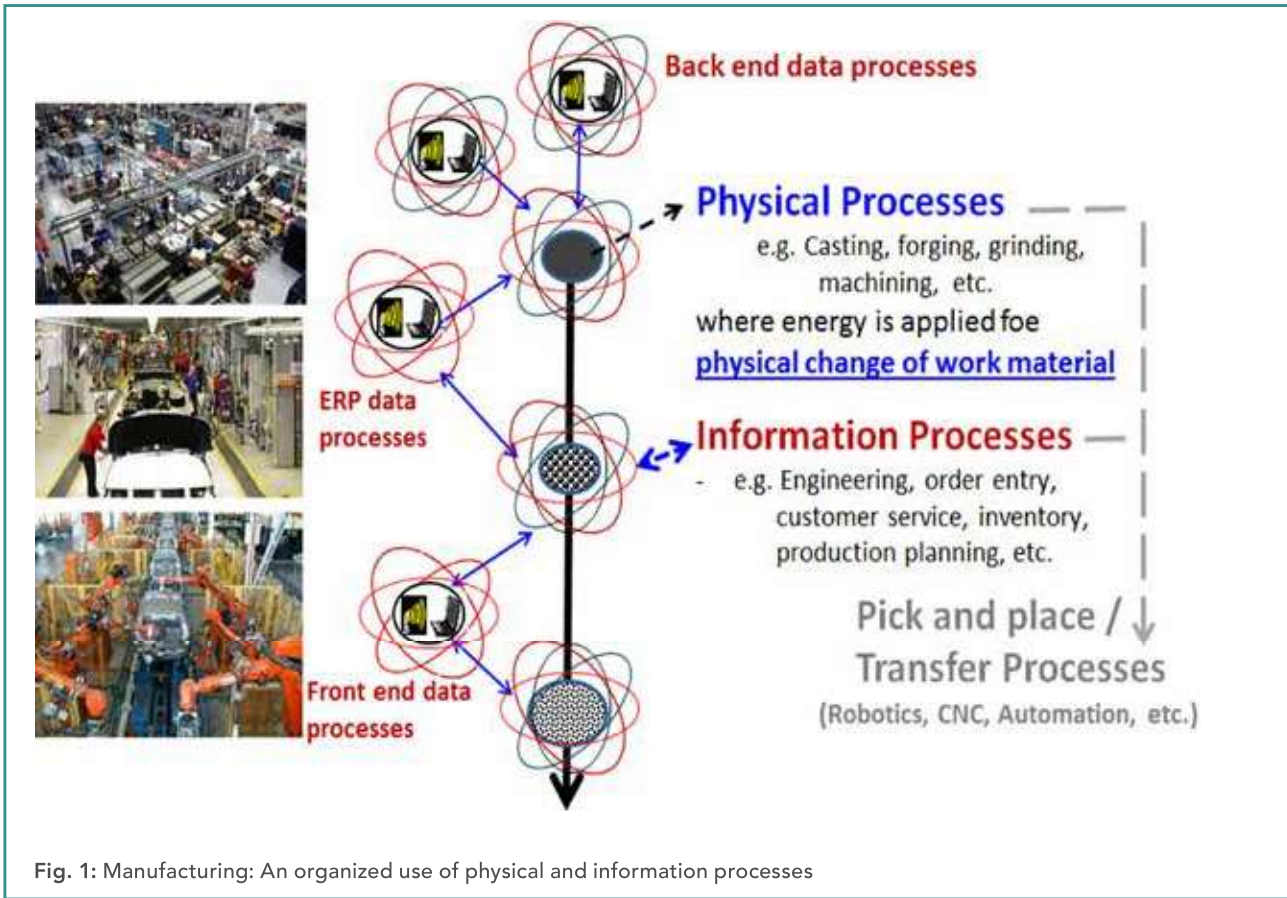 Back end data processes
Physical Processes
e.g. Casting, forging, grinding,
machining, etc.
where energy is applied foe
physical change of work material
ERP data
processes
Information Processes
- e.g. Engineering, order entry,
customer service, inventory,
production planning, etc.
Pick and place /
Transfer Processes
(Robotics, CNC, Automation, etc.)
Front end data
processes
Fig. 1: Manufacturing: An organized use of physical and information processes